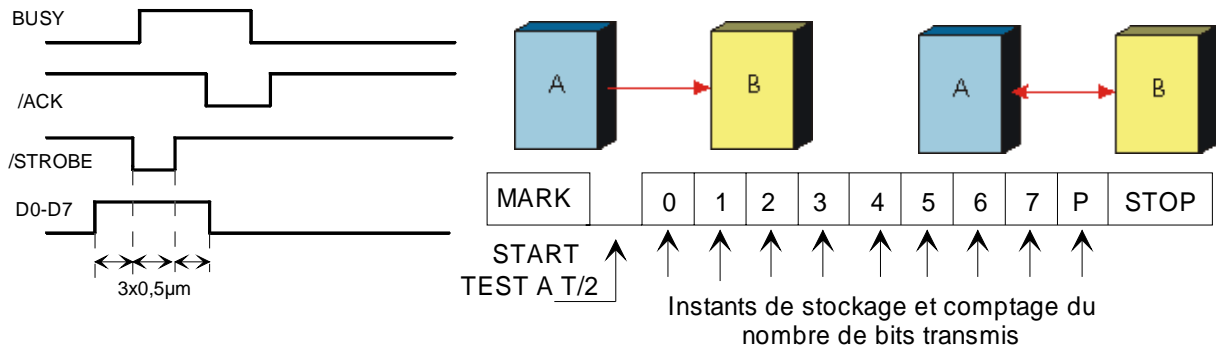 BUSY
/ACK
/STROBE
D0-D7
3x0,5µm
A
B
A
B
MARK 0 1 2 3 4 5 6 7 P STOP
START
TEST A T/2
Instants de stockage et comptage du
nombre de bits transmis